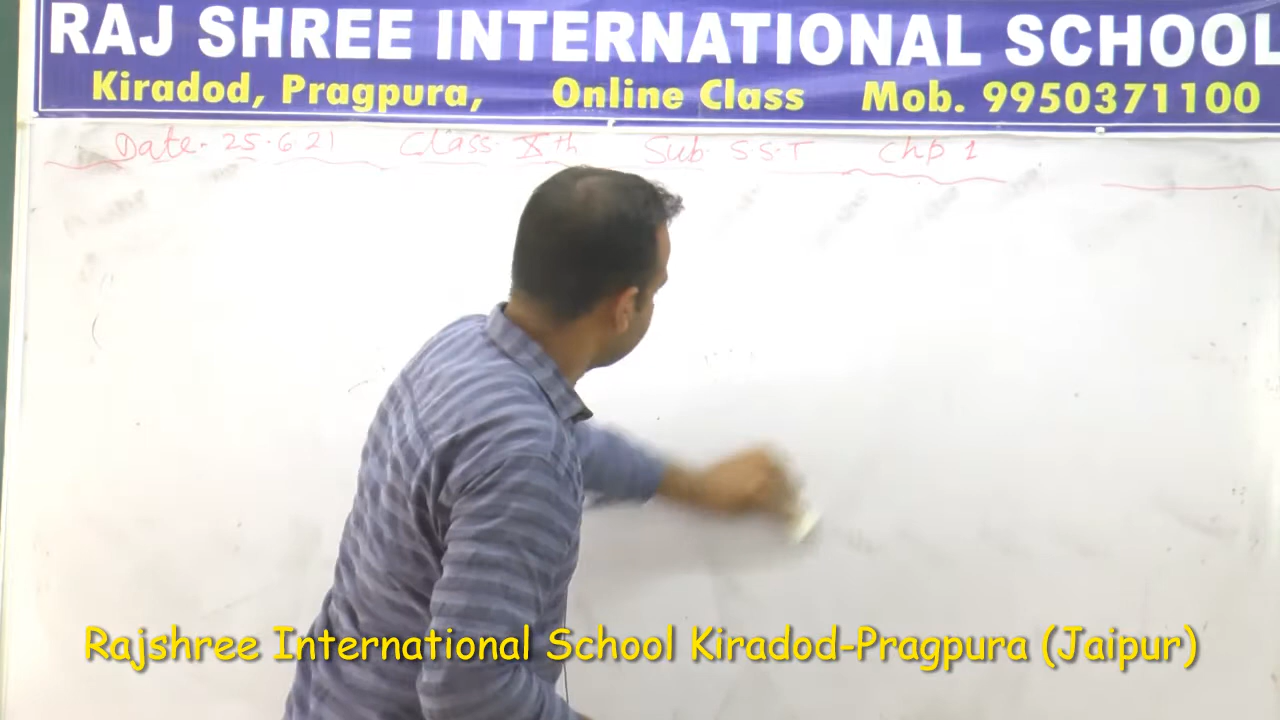 RAJ SHREE INTERNATIONAL SCHOOL
Kiradod, Pragpura, Online Class Mob. 9950371100
Date. 25.6.21 Class. Xth Sub. S.S.T Chp 1
Rajshree International School Kiradod-Pragpura (Jaipur)